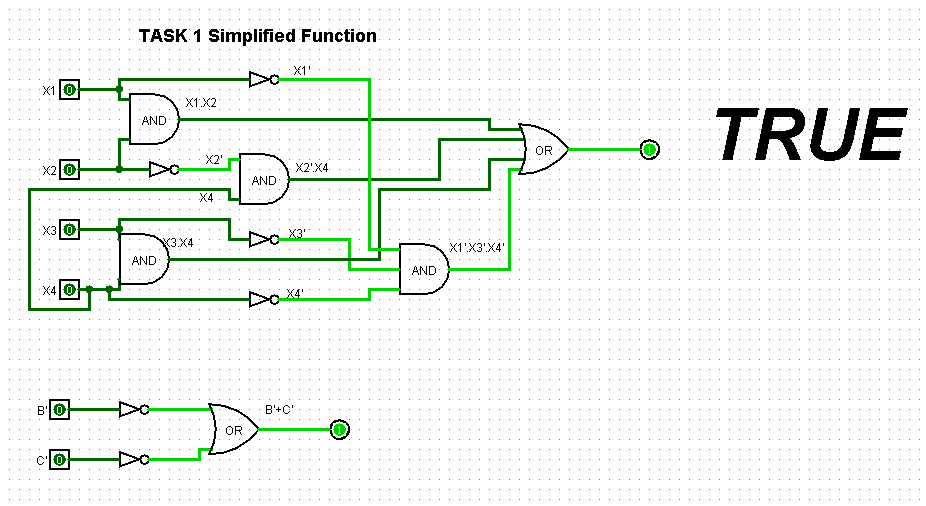 TASK 1 Simplified Function
X1'
X1 0
X1.X2
AND
TRUE
OR
1
X2 0
X2'
X2'.X4
AND
X4
X3 0
X3'
X3.X4
AND
X1'.X3'.X4'
AND
X4 0
X4'
B' 0
B'+C'
OR
1
C' 0